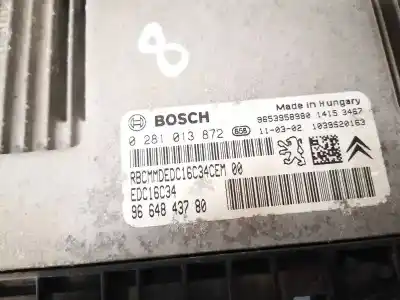 8
Made in Hungary
BOSCH
9653958980 1415 3467
0 281 013 872 656 11-03-02 1039S20163
RBCMMDEDC16C34CEM 00
EDC16C34
96 648 437 80